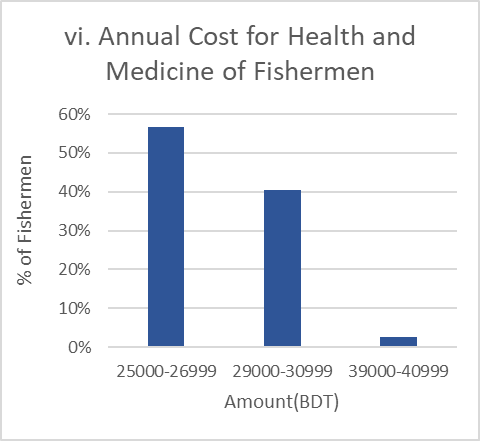 vi. Annual Cost for Health and
Medicine of Fishermen
60%
50%
40%
30%
20%
10%
0%
% of Fishermen
25000-26999 29000-30999 39000-40999
Amount(BDT)